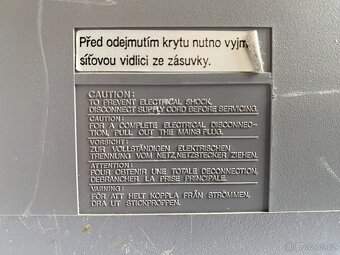 Před odejmutím krytu nutno vyjm
síťovou vidlici ze zásuvky.
CAUTION:
TO PREVENT ELECTRICAL SHOCK,
DISCONNECT SUPPLY CORD BEFORE SERVICING.
CAUTION:
FOR A COMPLETE ELECTRICAL DISCONNEC-
TION, PULL OUT THE MAINS PLUG.
VORSICHT:
ZUR VOLLSTÄNDIGEN ELEKTRISCHEN
TRENNUNG VOM NETZ NETZSTECKER ZIEHEN.
ATTENTION:
POUR OBTENIR UNE TOTALE DECONNECTION,
DEBRANCHER LA PRISE PRINCIPALE.
VARNING:
FÖR ATT HELT KOPPLA FRÅN STRÖMMEN,
DRA UT STICKPROPPEN.